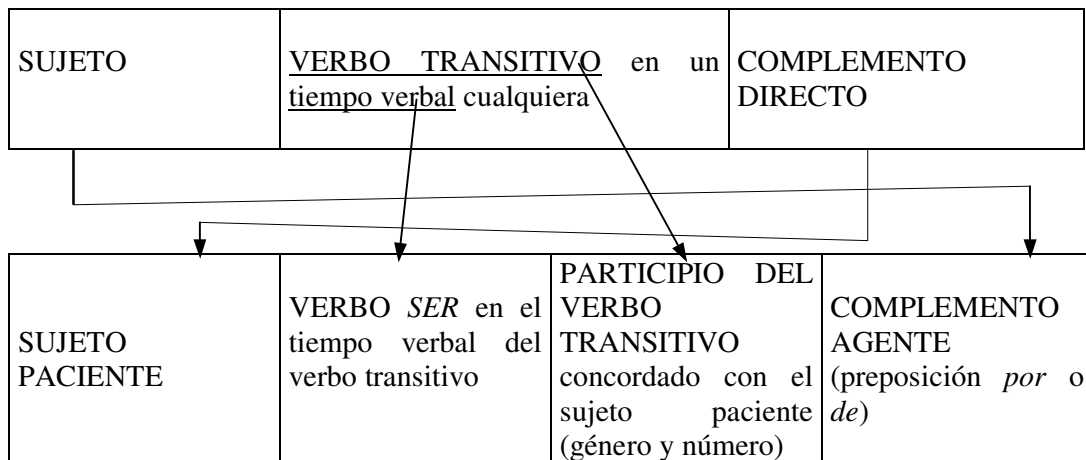 SUJETO
VERBO TRANSITIVO en un
tiempo verbal cualquiera
COMPLEMENTO
DIRECTO
SUJETO
PACIENTE
VERBO SER en el
tiempo verbal del
verbo transitivo
PARTICIPIO DEL
VERBO
TRANSITIVO
concordado con el
sujeto paciente
(género y número)
COMPLEMENTO
AGENTE
(preposición por o
de)